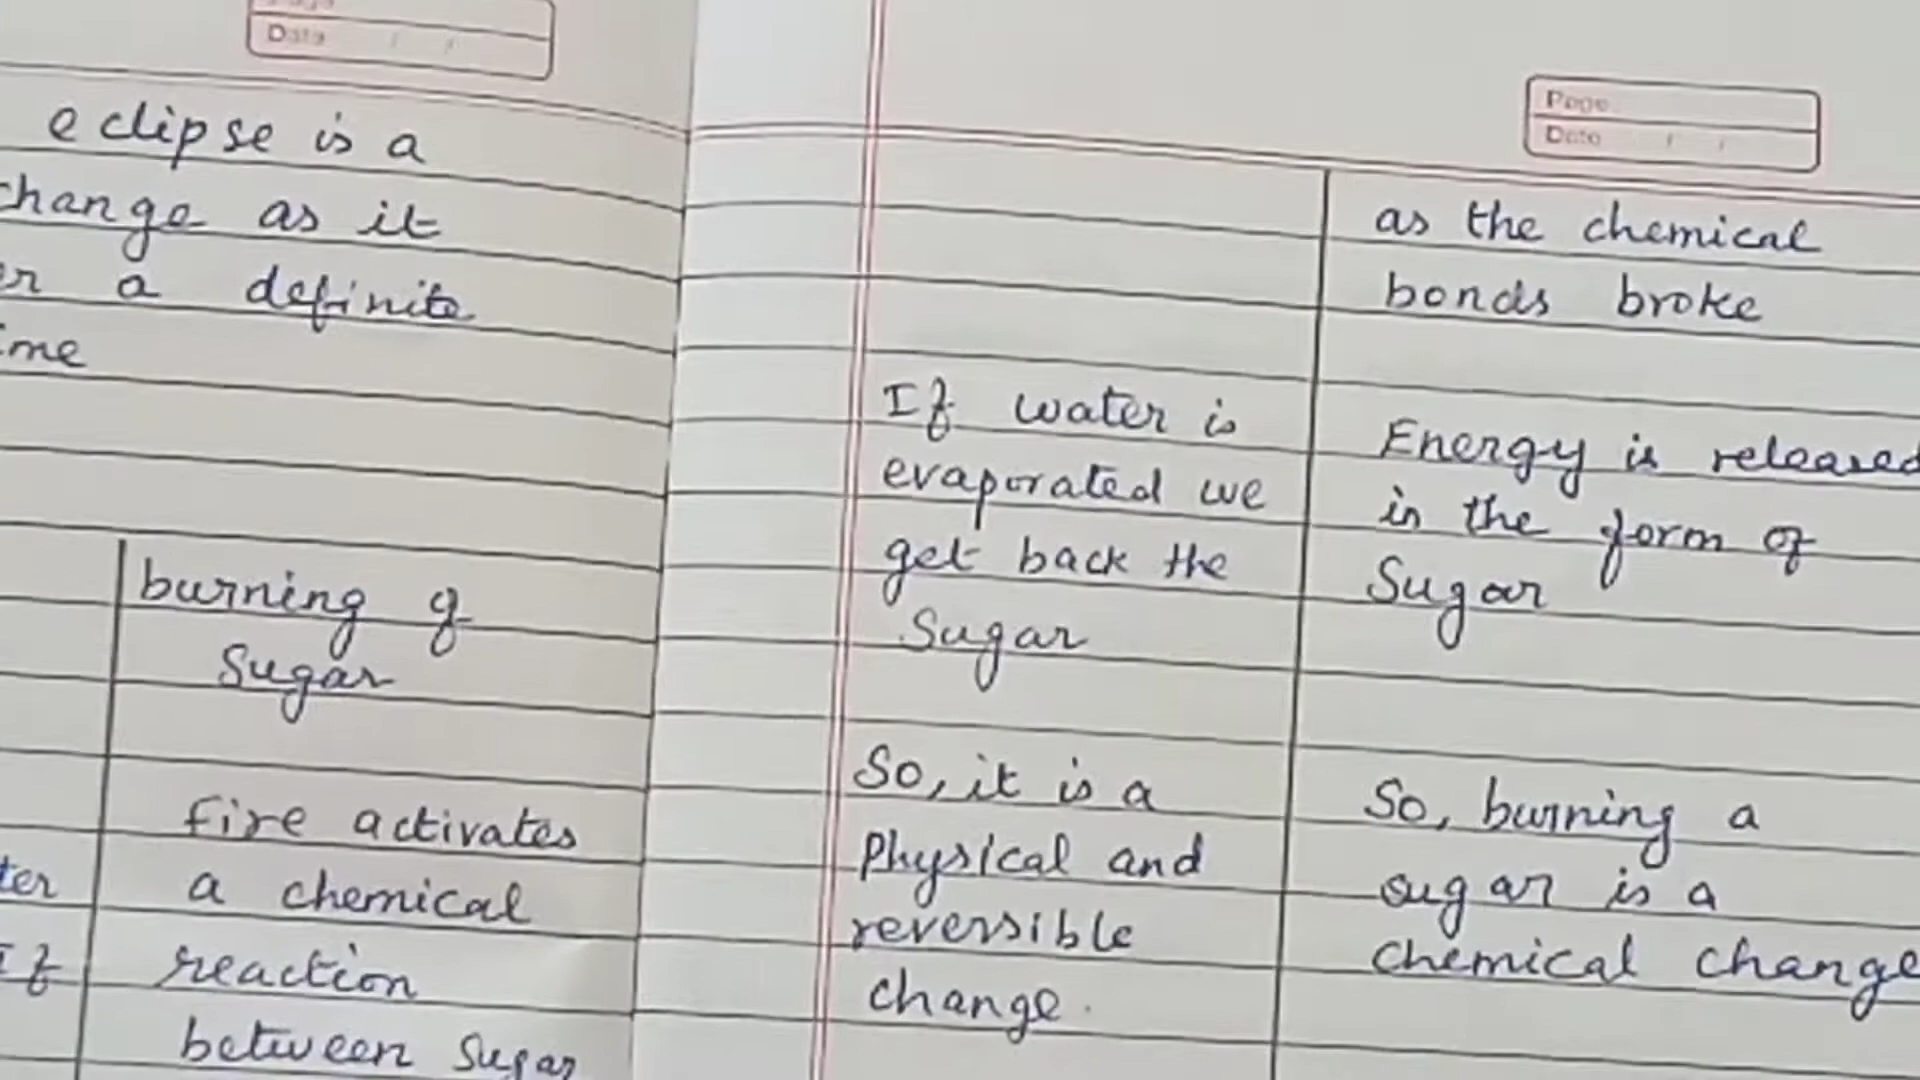 Date / /
eclipse is a
change as it
a definite
burning of
Sugar
fire activates
a chemical
If
reaction
between Sugar
Page
Date / /
as the chemical
bonds broke
If water is
evaporated we
get back the
Sugar
Energy is released
in the form of
Sugar
So, it is a
Physical and
reversible
change.
So, burning a
sugar is a
chemical change